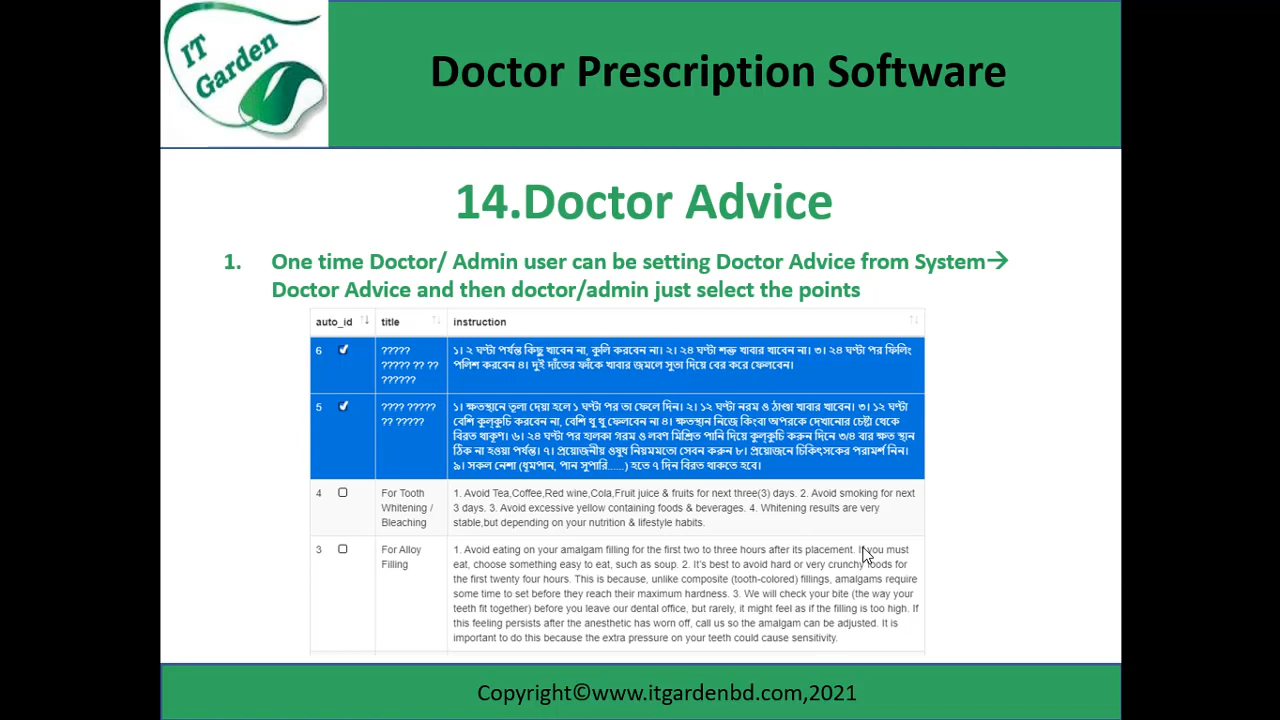 IT
Garden
Doctor Prescription Software
14.Doctor Advice
1. One time Doctor/ Admin user can be setting Doctor Advice from System→
Doctor Advice and then doctor/admin just select the points
auto_id title instruction
6 ????? ১। ২ ঘণ্টা পর্যন্ত কিছু খাবেন না, কুলি করবেন না। ২। ২৪ ঘণ্টা শক্ত খাবার খাবেন না। ৩। ২৪ ঘণ্টা পর ফিলিং
????? ?? ?? পলিশ করবেন ৪। দুই দাঁতের ফাঁকে খাবার জমলে সুতা দিয়ে বের করে ফেলবেন।
??????
5 ???? ????? ১। ক্ষতস্থানে তুলা দেয়া হলে ১ ঘণ্টা পর তা ফেলে দিন। ২। ১২ ঘণ্টা নরম ও ঠাণ্ডা খাবার খাবেন। ৩। ১২ ঘণ্টা
?? ????? বেশি কুল্কুচি করবেন না, বেশি থু থু ফেলবেন না ৪। ক্ষতস্থান নিজে কিংবা অপরকে দেখানোর চেষ্টা থেকে
বিরত থাকুণ। ৬। ২৪ ঘণ্টা পর হালকা গরম ও লবণ মিশ্রিত পানি দিয়ে কুল্কুচি করুন দিনে ৩/৪ বার ক্ষত স্থান
ঠিক না হওয়া পর্যন্ত। ৭। প্রয়োজনীয় ওষুধ নিয়মমতো সেবন করুন ৮। প্রয়োজনে চিকিৎসকের পরামর্শ নিন।
৯। সকল নেশা (ধূমপান, পান সুপারি......) হতে ৭ দিন বিরত থাকতে হবে।
4 For Tooth 1. Avoid Tea,Coffee,Red wine,Cola,Fruit juice & fruits for next three(3) days. 2. Avoid smoking for next
Whitening / 3 days. 3. Avoid excessive yellow containing foods & beverages. 4. Whitening results are very
Bleaching stable,but depending on your nutrition & lifestyle habits.
3 For Alloy 1. Avoid eating on your amalgam filling for the first two to three hours after its placement. If you must
Filling eat, choose something easy to eat, such as soup. 2. It's best to avoid hard or very crunchy foods for
the first twenty four hours. This is because, unlike composite (tooth-colored) fillings, amalgams require
some time to set before they reach their maximum hardness. 3. We will check your bite (the way your
teeth fit together) before you leave our dental office, but rarely, it might feel as if the filling is too high. If
this feeling persists after the anesthetic has worn off, call us so the amalgam can be adjusted. It is
important to do this because the extra pressure on your teeth could cause sensitivity.
Copyright©www.itgardenbd.com,2021